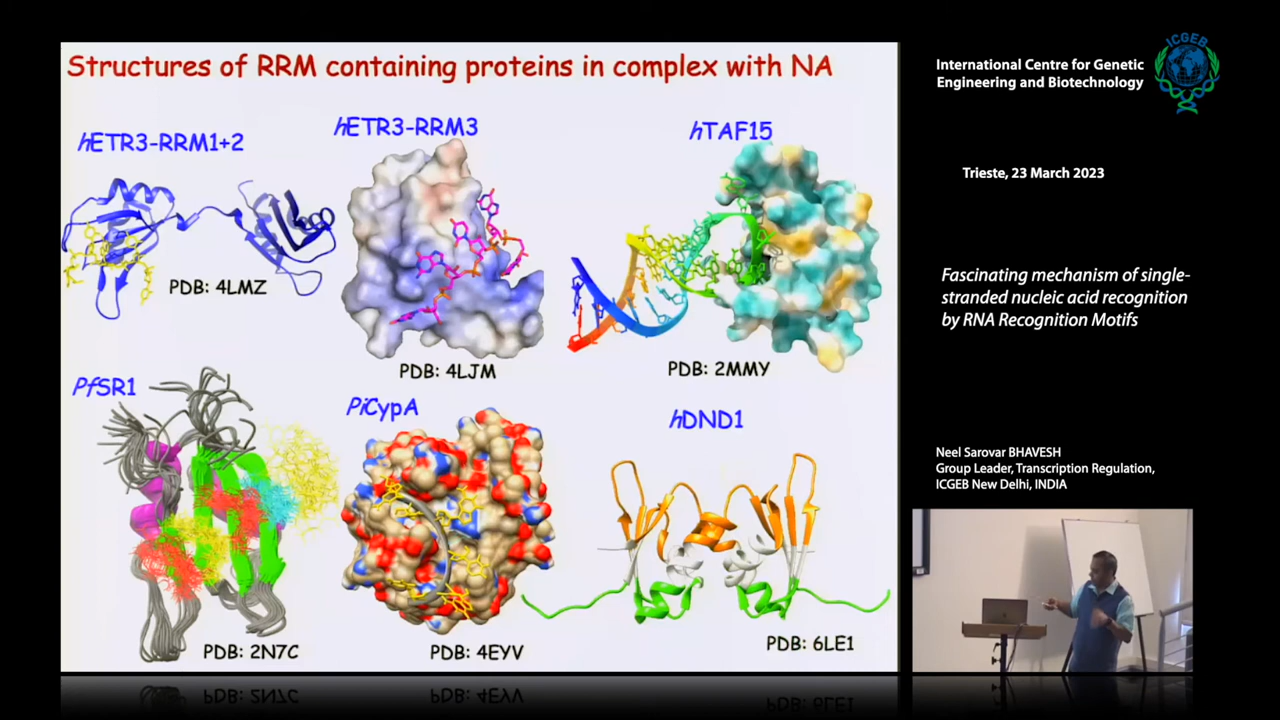 Structures of RRM containing proteins in complex with NA
hETR3-RRM1+2
hETR3-RRM3
hTAF15
PDB: 4LMZ
PDB: 4LJM
PDB: 2MMY
PfSR1
PiCypA
hDND1
PDB: 2N7C
PDB: 4EYV
PDB: 6LE1
ICGEB
International Centre for Genetic
Engineering and Biotechnology
Trieste, 23 March 2023
Fascinating mechanism of single-
stranded nucleic acid recognition
by RNA Recognition Motifs
Neel Sarovar BHAVESH
Group Leader, Transcription Regulation,
ICGEB New Delhi, INDIA